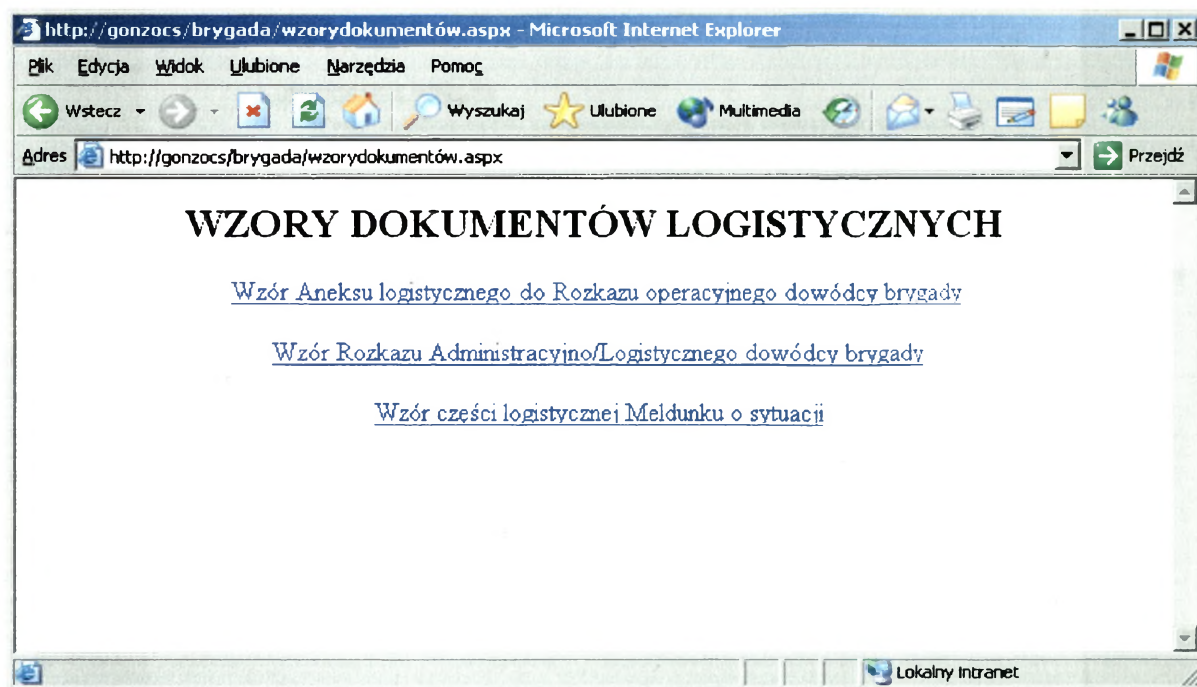 http://gonzocs/brygada/wzorydokumentów.aspx - Microsoft Internet Explorer
Plik Edycja Widok Ulubione Narzędzia Pomoc
Wstecz Wyszukaj Ulubione Multimedia
Adres http://gonzocs/brygada/wzorydokumentów.aspx Przejdź
WZORY DOKUMENTÓW LOGISTYCZNYCH
Wzór Aneksu logistycznego do Rozkazu operacyjnego dowódcy brygady
Wzór Rozkazu Administracyjno/Logistycznego dowódcy brygady
Wzór części logistycznej Meldunku o sytuacji
Lokalny intranet